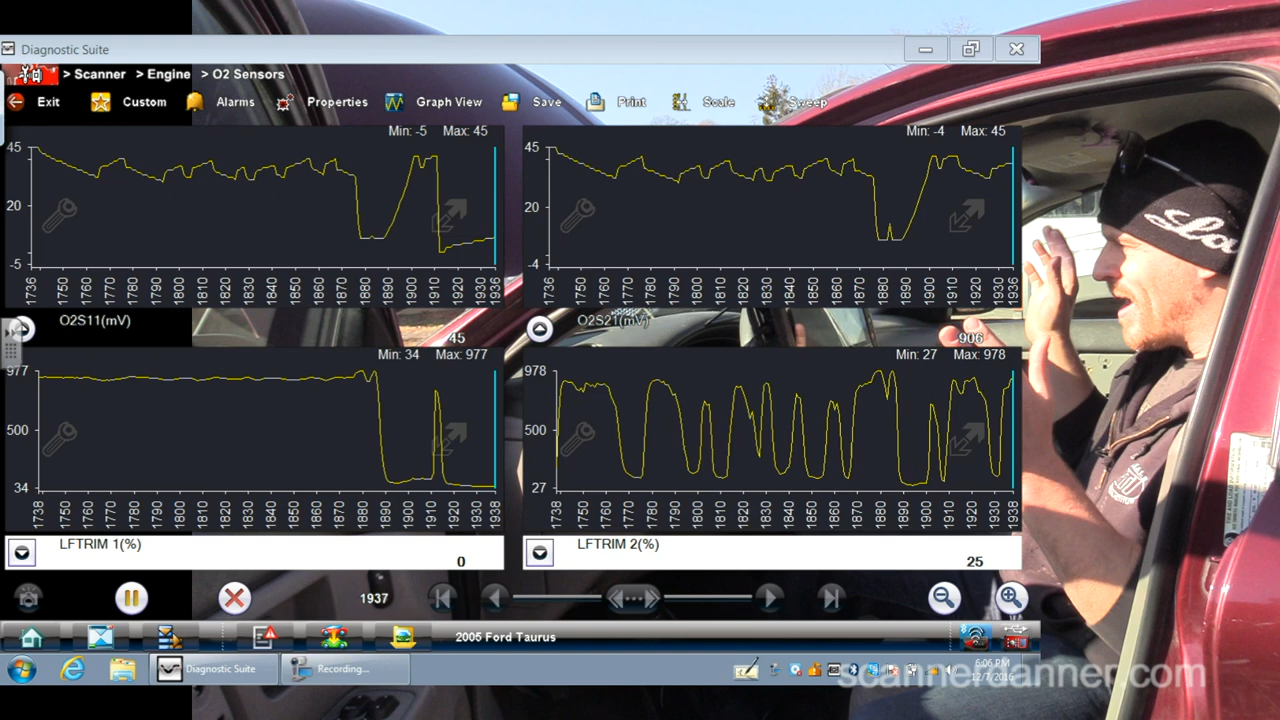 Diagnostic Suite
> Scanner > Engine > O2 Sensors
Exit Custom Alarms Properties Graph View Save Print Scale Sweep
Min: -5 Max: 45 Min: -4 Max: 45
45 45
20 20
-5 -4
1736 1750 1760 1770 1780 1790 1800 1810 1820 1830 1840 1850 1860 1870 1880 1890 1900 1910 1920 1930 1936
1736 1750 1760 1770 1780 1790 1800 1810 1820 1830 1840 1850 1860 1870 1880 1890 1900 1910 1920 1930 1936
O2S11(mV) O2S21(mV)
45 906
Min: 34 Max: 977 Min: 27 Max: 978
977 978
500 500
34 27
1738 1750 1760 1770 1780 1790 1800 1810 1820 1830 1840 1850 1860 1870 1880 1890 1900 1910 1920 1930 1938
1738 1750 1760 1770 1780 1790 1800 1810 1820 1830 1840 1850 1860 1870 1880 1890 1900 1910 1920 1930 1938
LFTRIM 1(%) LFTRIM 2(%)
0 25
1937
2005 Ford Taurus
Diagnostic Suite Recording...
6:06 PM
12/7/2016
scannerdanner.com